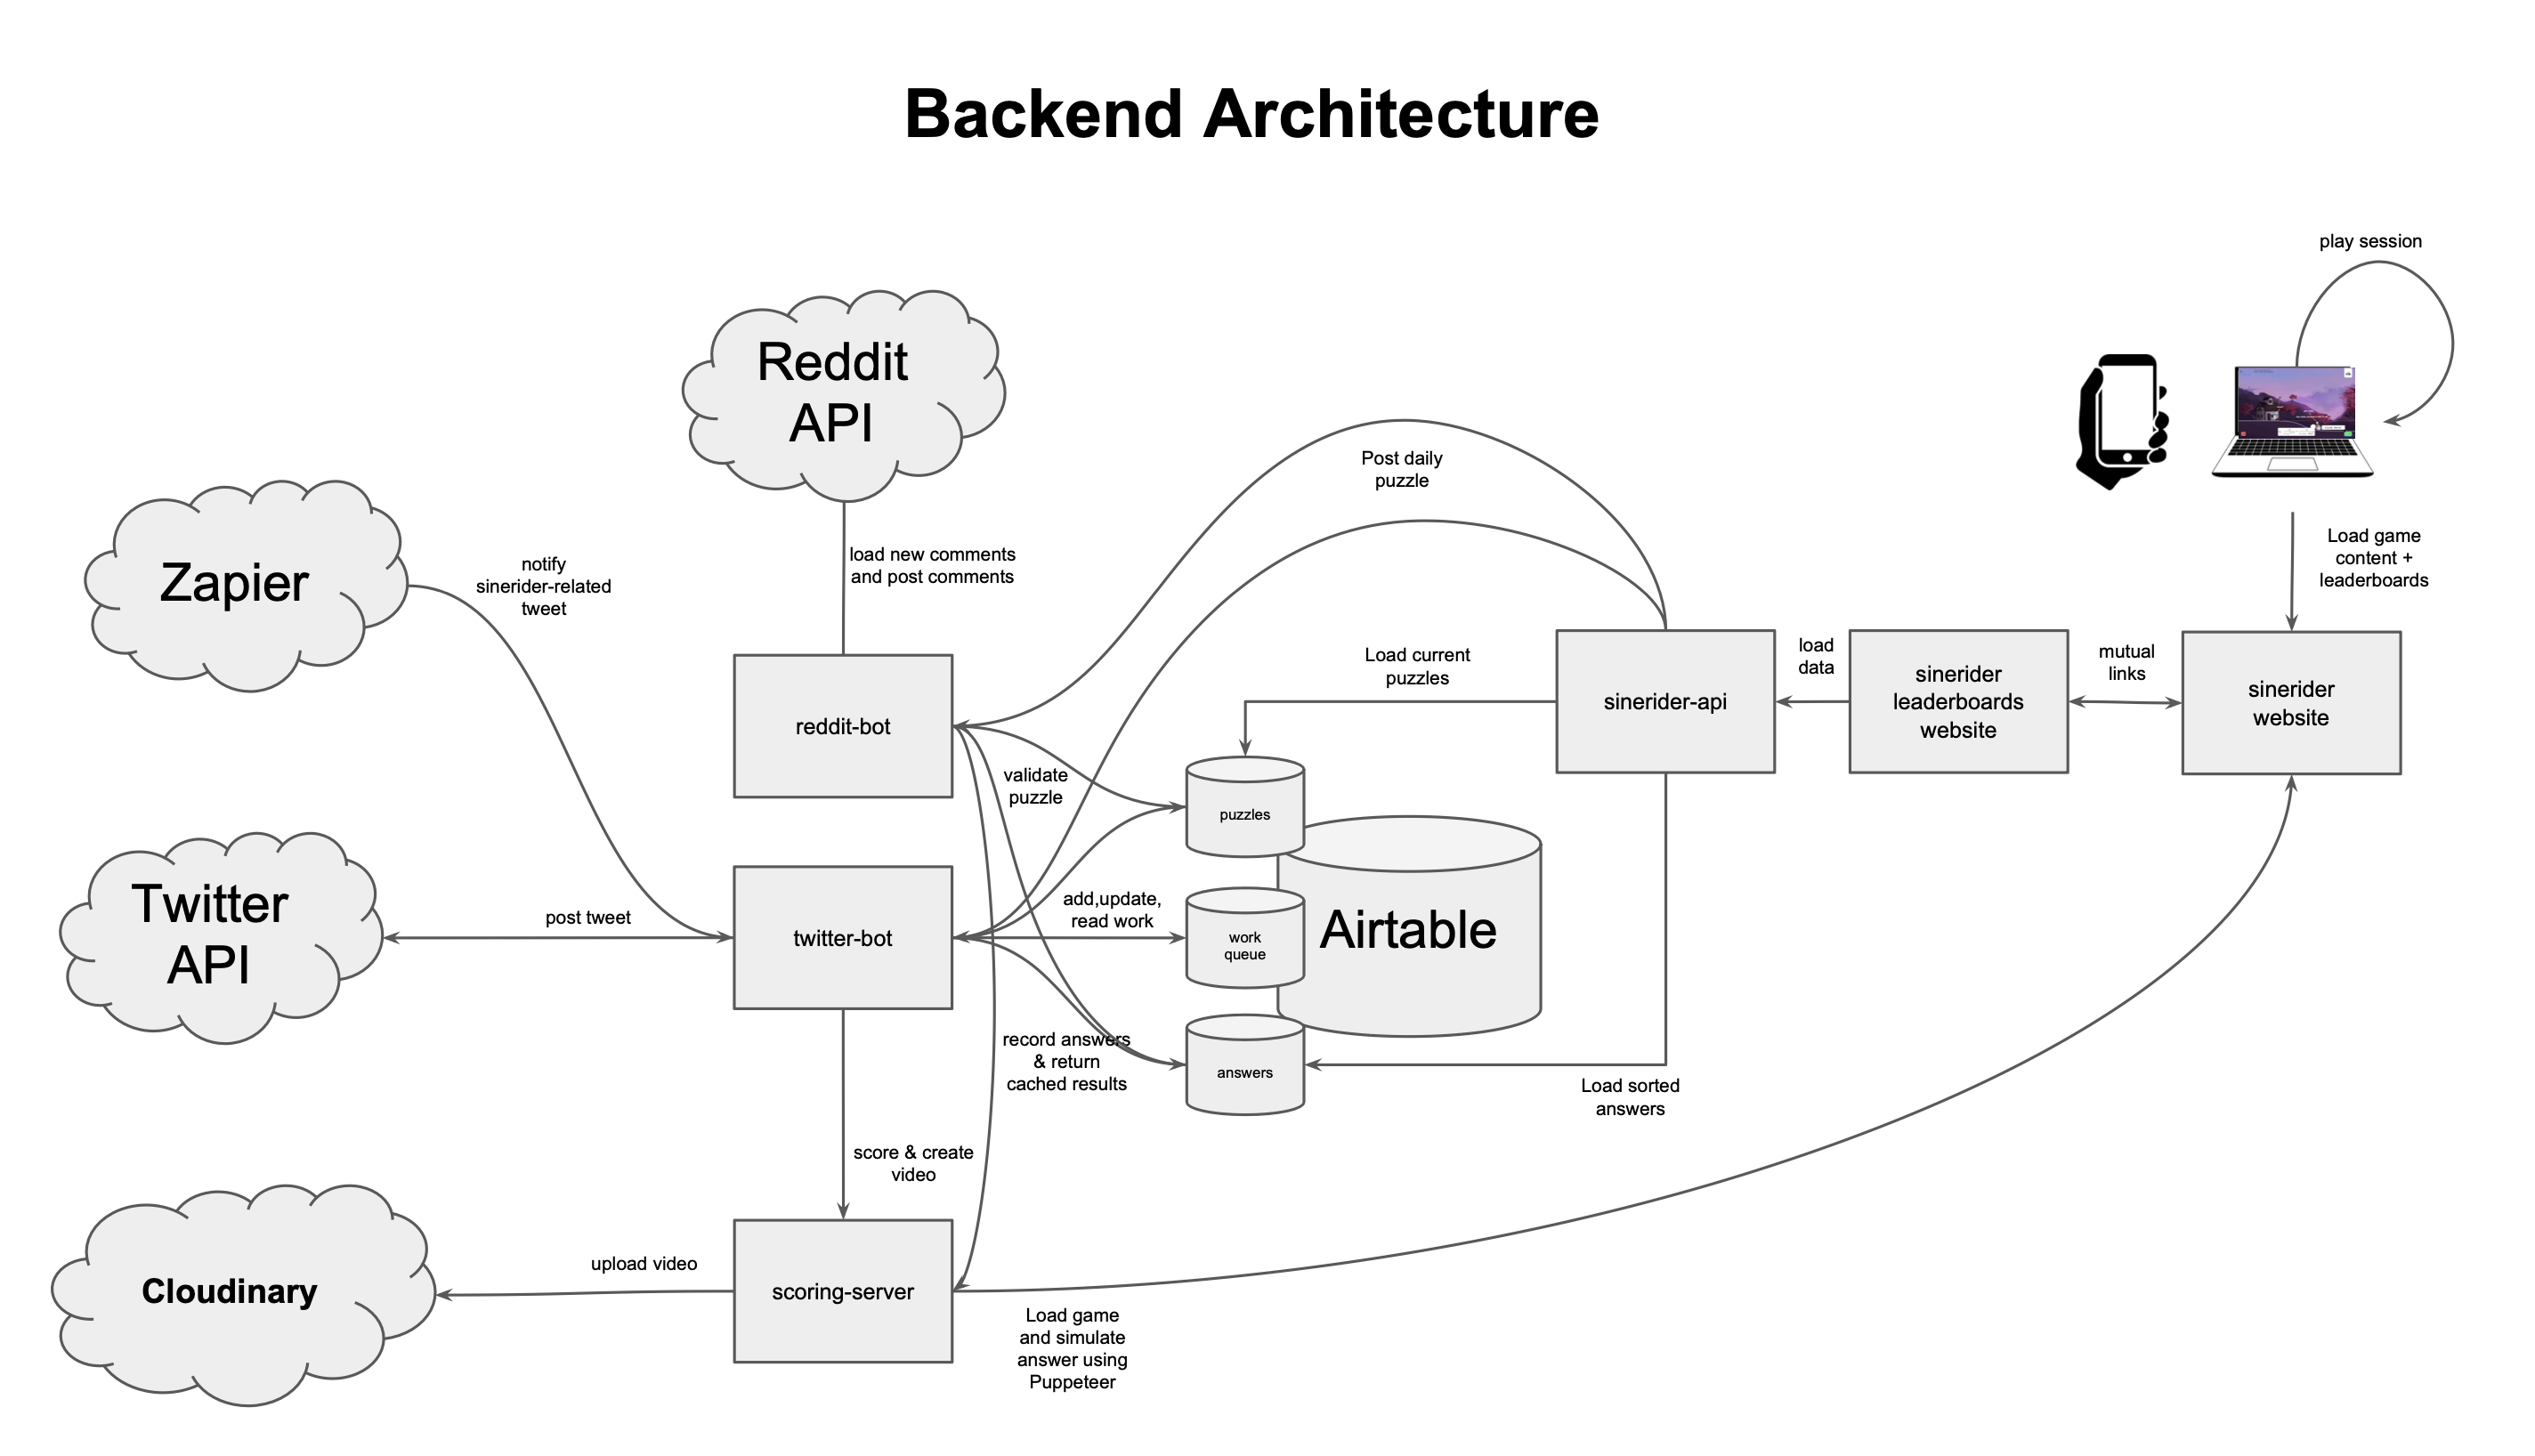 Backend Architecture
play session
Reddit
API
Post daily
puzzle
Zapier
notify
sinerider-related
tweet
load new comments
and post comments
Load game
content +
leaderboards
reddit-bot
validate
puzzle
Load current
puzzles
sinerider-api
load
data
sinerider
leaderboards
website
mutual
links
sinerider
website
puzzles
Twitter
API
post tweet
twitter-bot
add,update,
read work
work
queue
Airtable
record answers
& return
cached results
answers
Load sorted
answers
score & create
video
Cloudinary
upload video
scoring-server
Load game
and simulate
answer using
Puppeteer